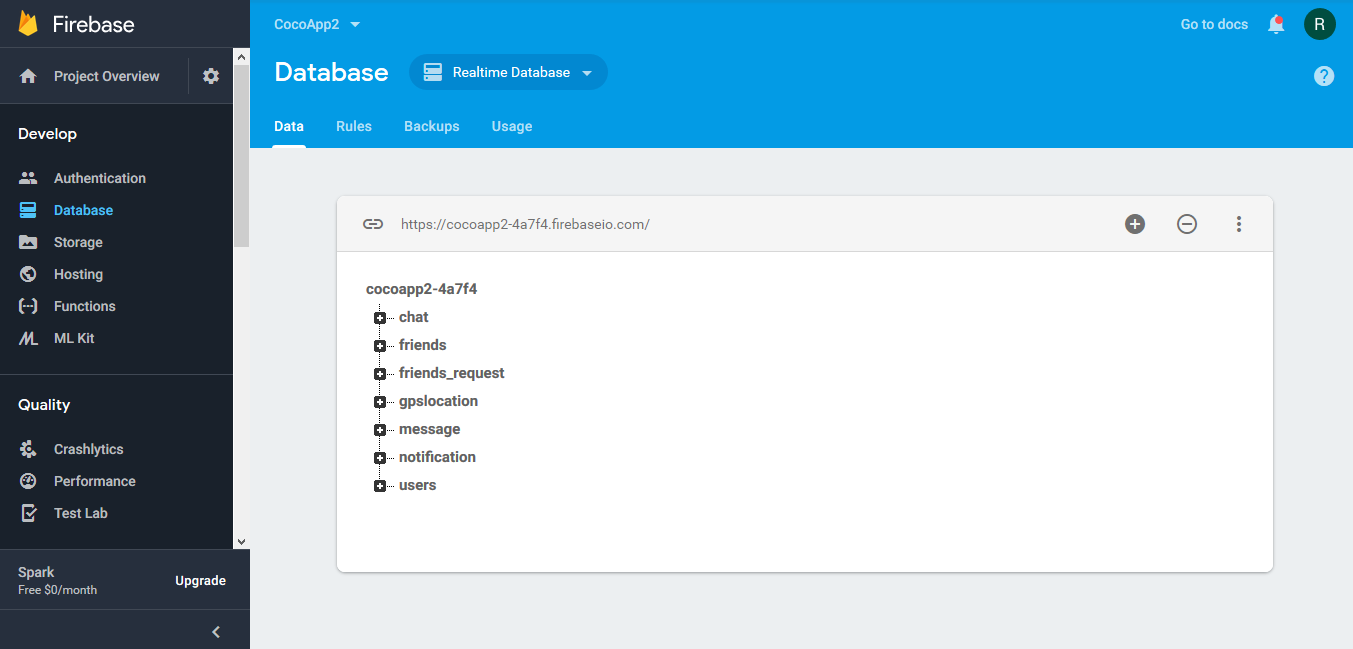 Firebase
Project Overview
Develop
Authentication
Database
Storage
Hosting
Functions
ML Kit
Quality
Crashlytics
Performance
Test Lab
Spark
Free $0/month
Upgrade
CocoApp2
Go to docs
R
Database
Realtime Database
?
Data Rules Backups Usage
https://cocoapp2-4a7f4.firebaseio.com/
cocoapp2-4a7f4
chat
friends
friends_request
gpslocation
message
notification
users